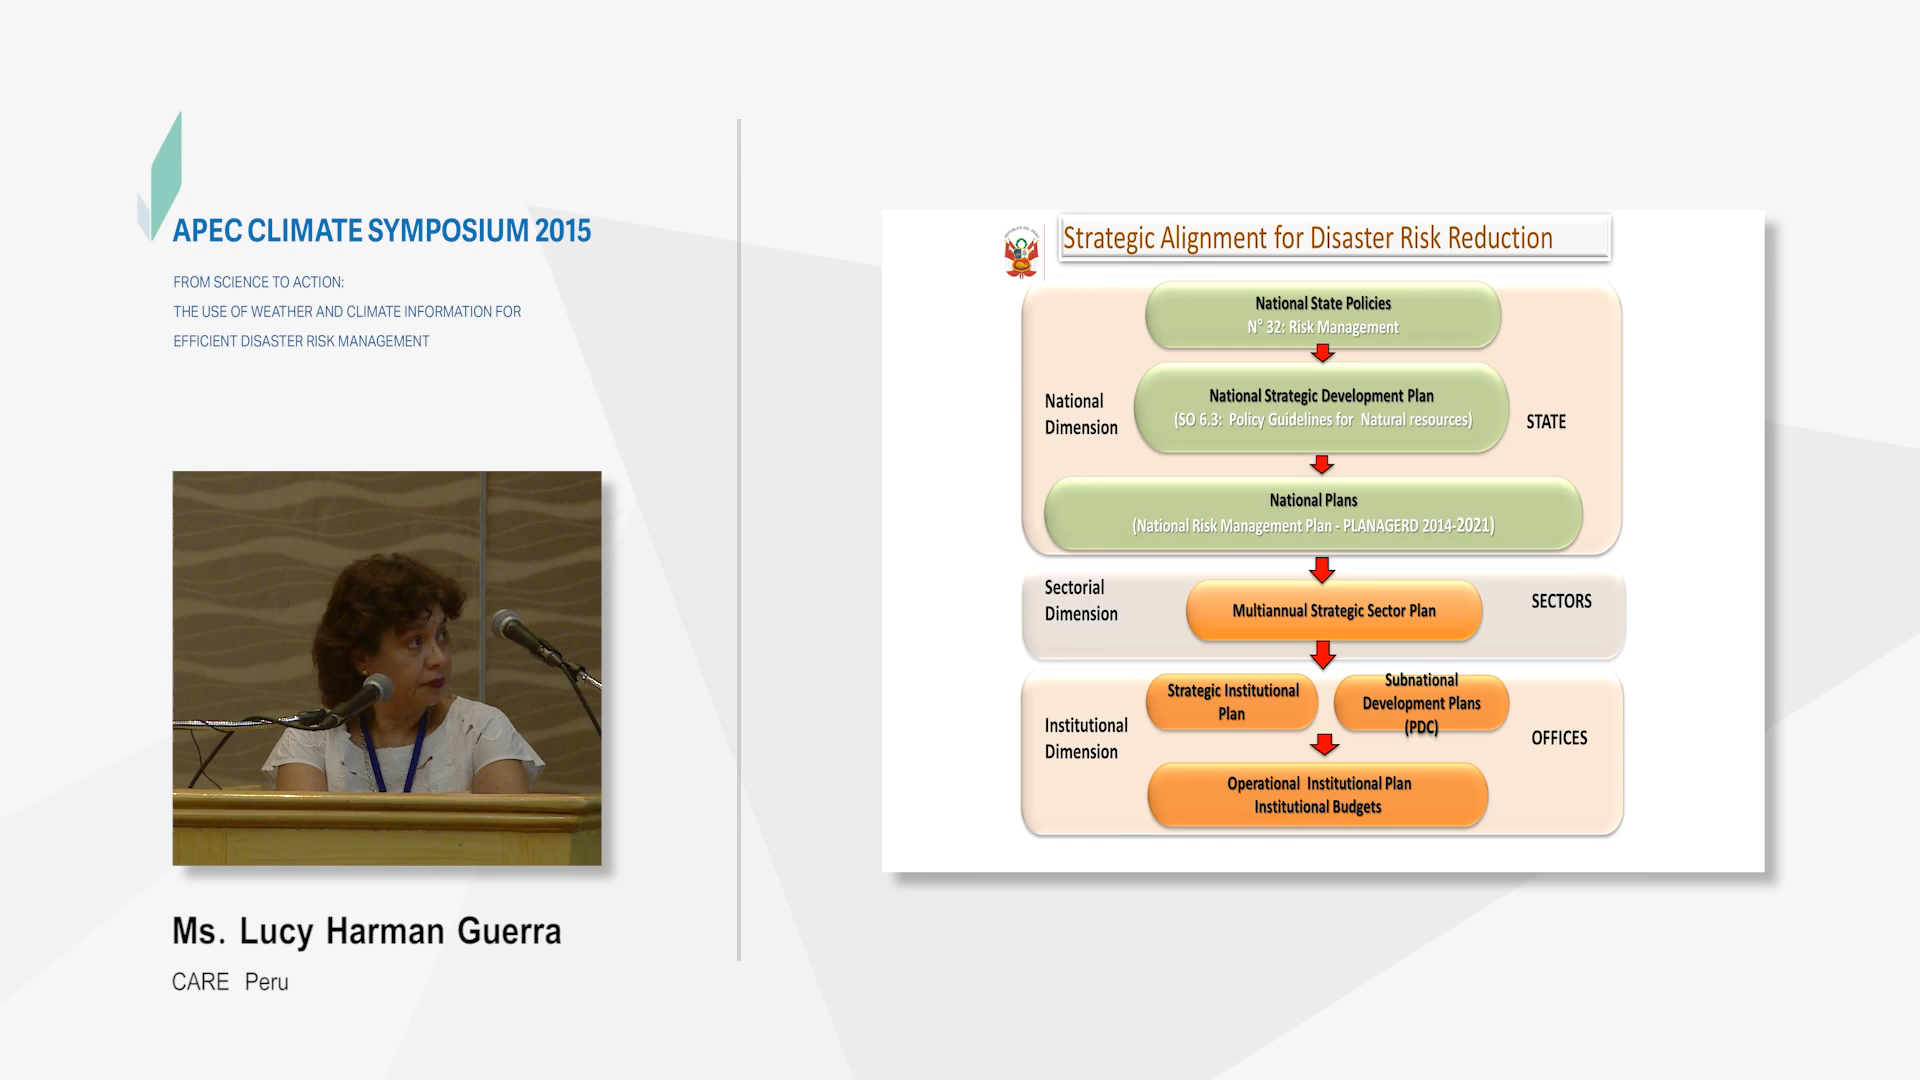 APEC CLIMATE SYMPOSIUM 2015
FROM SCIENCE TO ACTION:
THE USE OF WEATHER AND CLIMATE INFORMATION FOR
EFFICIENT DISASTER RISK MANAGEMENT
Ms. Lucy Harman Guerra
CARE Peru
Strategic Alignment for Disaster Risk Reduction
National State Policies
N° 32: Risk Management
National
Dimension
National Strategic Development Plan
(SO 6.3: Policy Guidelines for Natural resources)
STATE
National Plans
(National Risk Management Plan - PLANAGERD 2014-2021)
Sectorial
Dimension
Multiannual Strategic Sector Plan
SECTORS
Institutional
Dimension
Strategic Institutional
Plan
Subnational
Development Plans
(PDC)
OFFICES
Operational Institutional Plan
Institutional Budgets